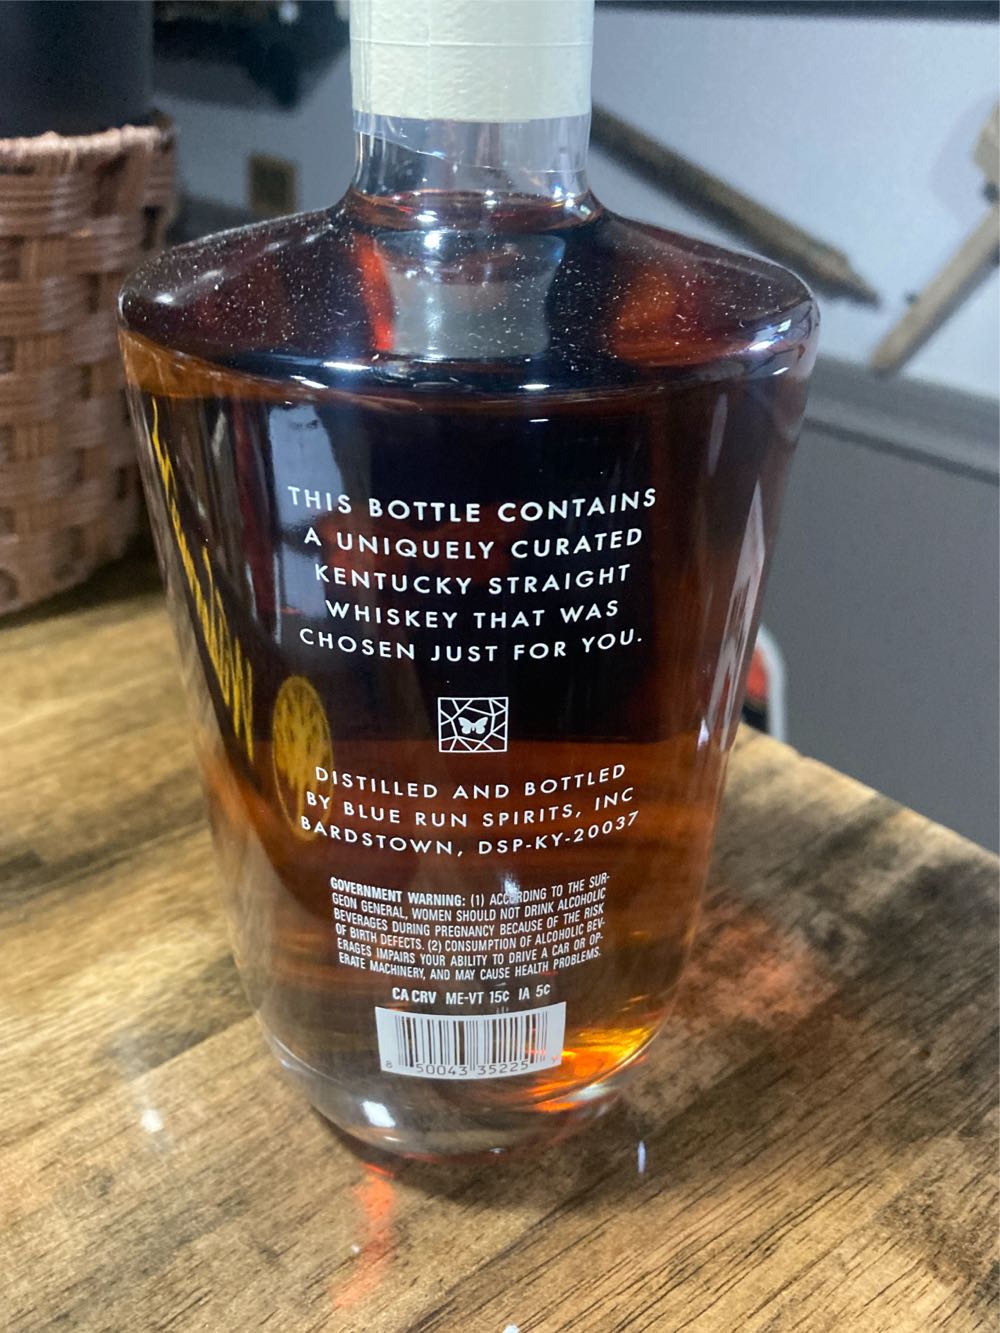 THIS BOTTLE CONTAINS
A UNIQUELY CURATED
KENTUCKY STRAIGHT
WHISKEY THAT WAS
CHOSEN JUST FOR YOU.
DISTILLED AND BOTTLED
BY BLUE RUN SPIRITS, INC
BARDSTOWN, DSP-KY-20037
GOVERNMENT WARNING: (1) ACCORDING TO THE SUR-
GEON GENERAL, WOMEN SHOULD NOT DRINK ALCOHOLIC
BEVERAGES DURING PREGNANCY BECAUSE OF THE RISK
OF BIRTH DEFECTS. (2) CONSUMPTION OF ALCOHOLIC BEV-
ERAGES IMPAIRS YOUR ABILITY TO DRIVE A CAR OR OP-
ERATE MACHINERY, AND MAY CAUSE HEALTH PROBLEMS.
CA CRV ME-VT 15¢ IA 5¢
8 50043 35225